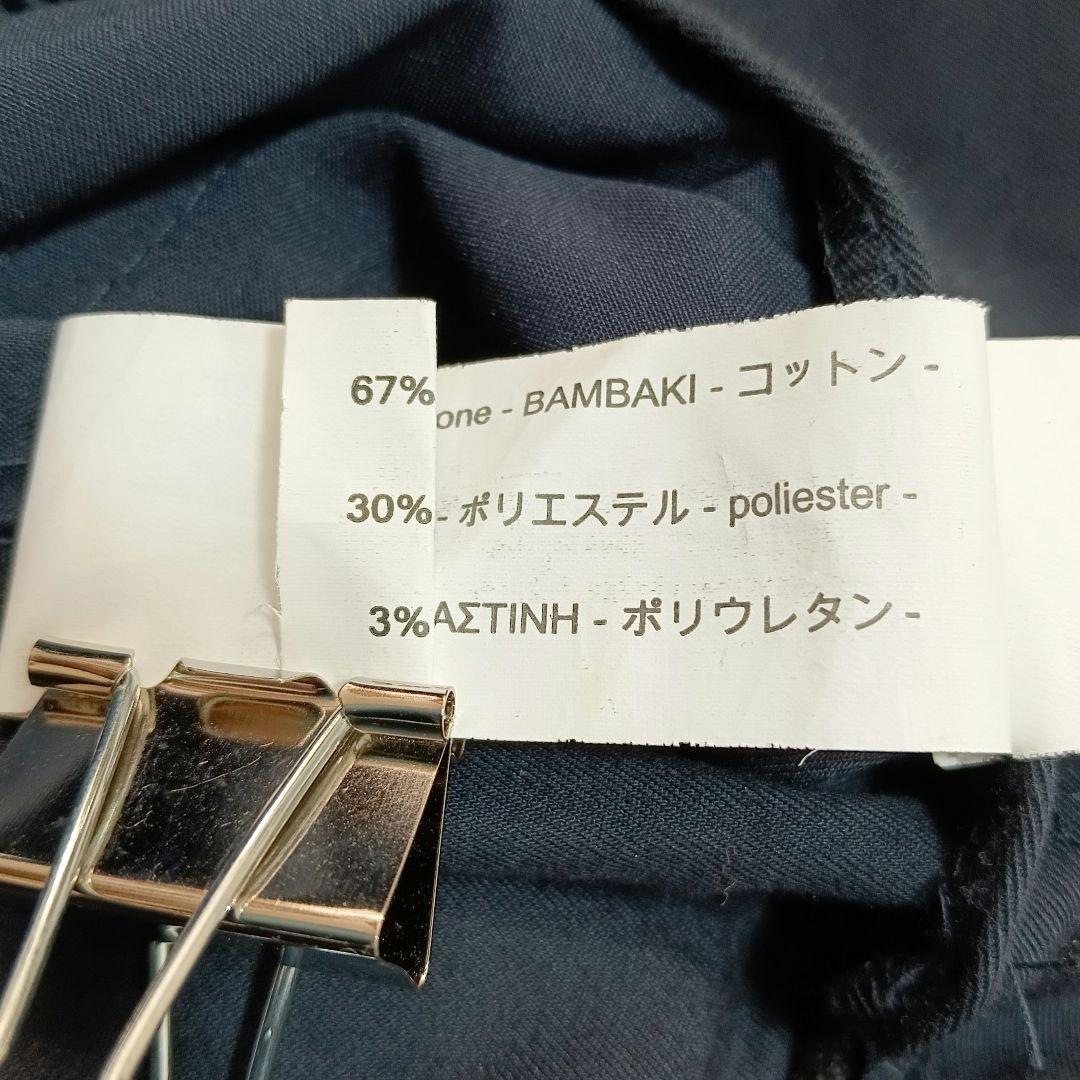 67% one - BAMBAKI - コットン -
30% - ポリエステル - poliester -
3% ΑΣΤΙΝΗ - ポリウレタン -